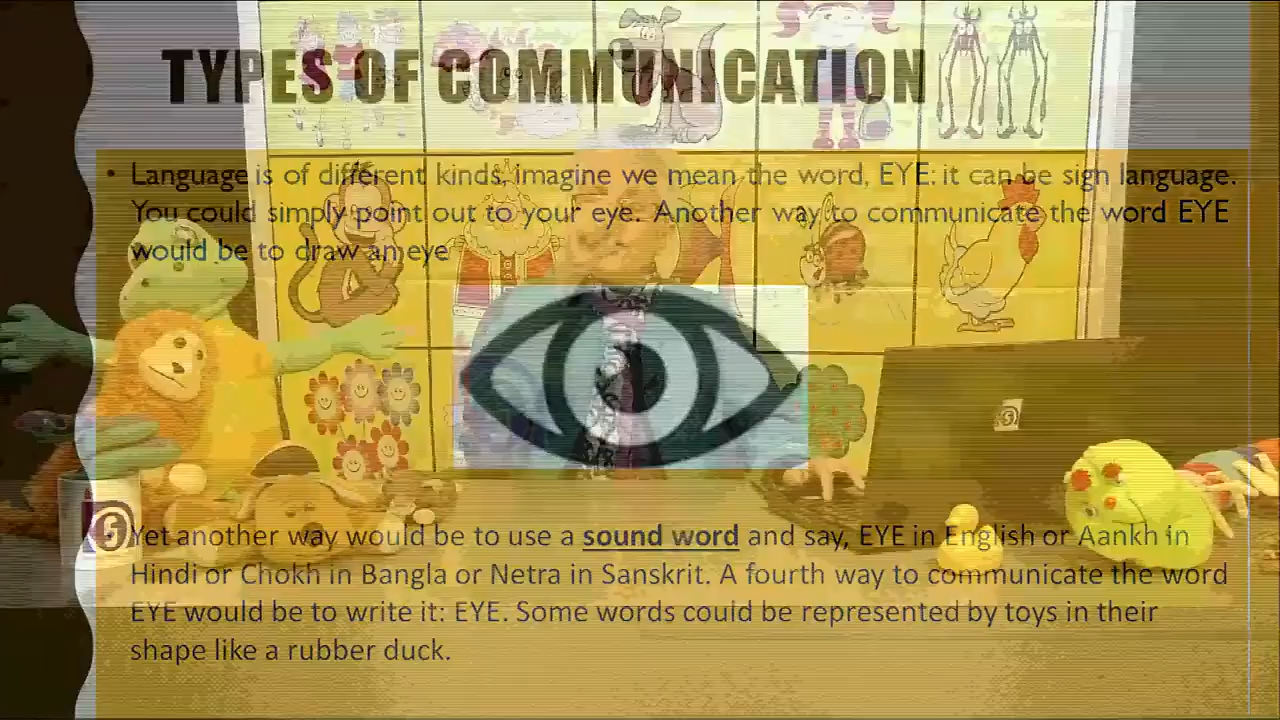 TYPES OF COMMUNICATION
• Language is of different kinds, imagine we mean the word, EYE: it can be sign language.
You could simply point out to your eye. Another way to communicate the word EYE
would be to draw an eye
• Yet another way would be to use a sound word and say, EYE in English or Aankh in
Hindi or Chokh in Bangla or Netra in Sanskrit. A fourth way to communicate the word
EYE would be to write it: EYE. Some words could be represented by toys in their
shape like a rubber duck.